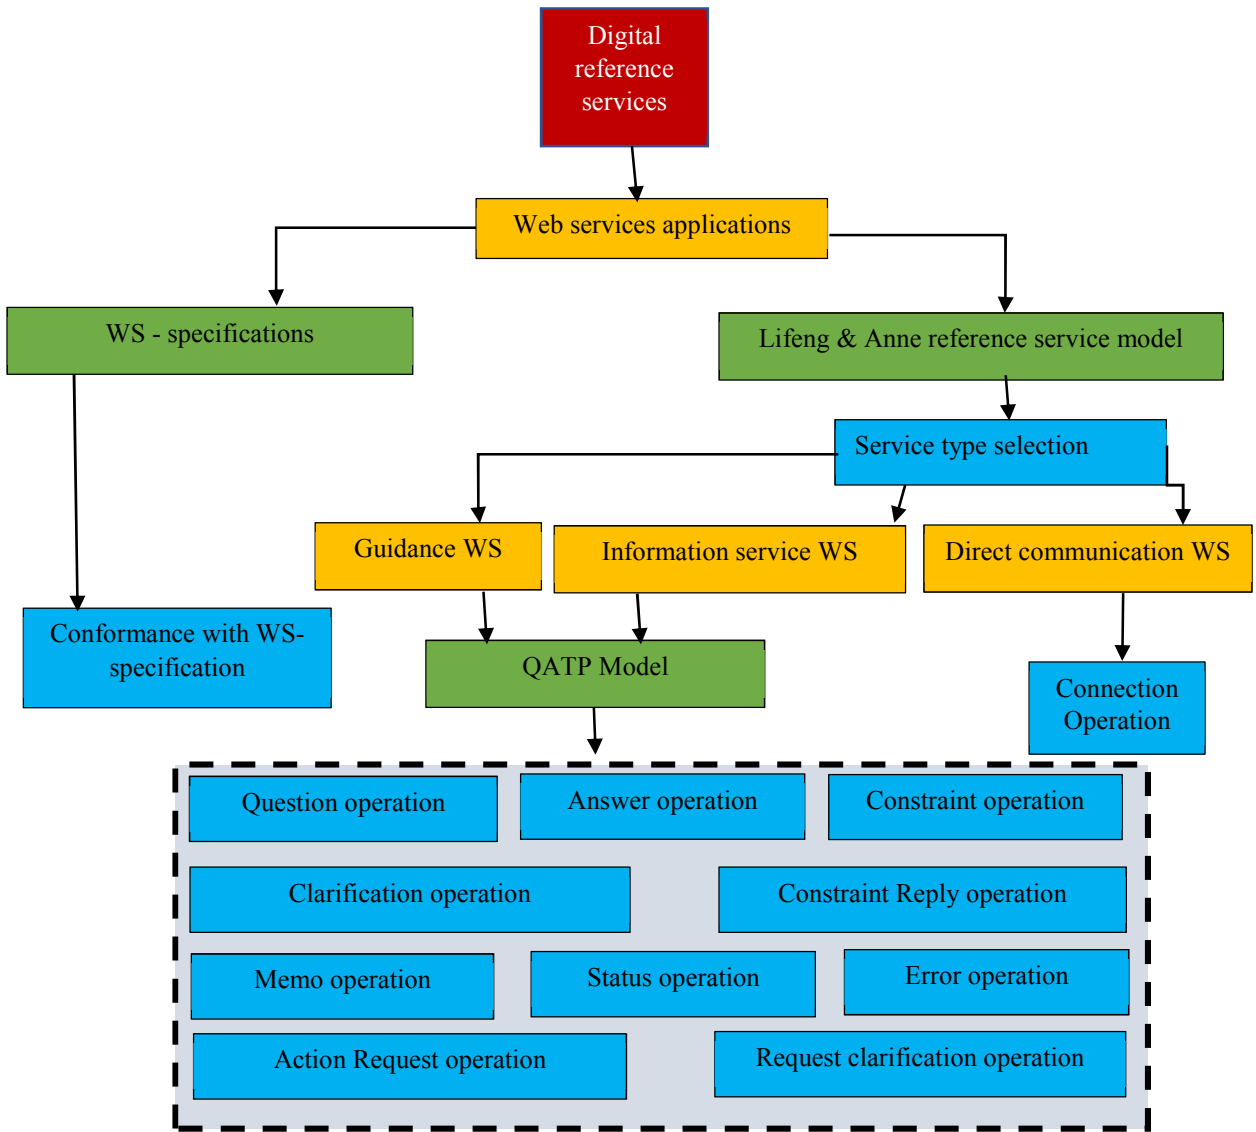 Digital
reference
services
Web services applications
WS - specifications
Lifeng & Anne reference service model
Service type selection
Guidance WS
Information service WS
Direct communication WS
Conformance with WS-
specification
QATP Model
Connection
Operation
Question operation
Answer operation
Constraint operation
Clarification operation
Constraint Reply operation
Memo operation
Status operation
Error operation
Action Request operation
Request clarification operation